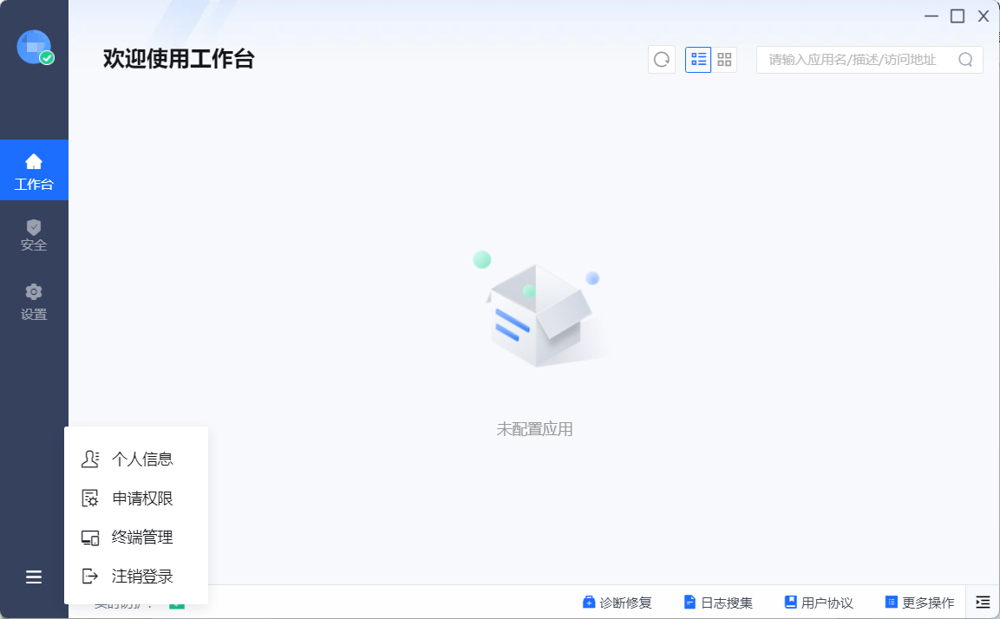 欢迎使用工作台
请输入应用名/描述/访问地址
工作台
安全
设置
未配置应用
个人信息
申请权限
终端管理
注销登录
诊断修复
日志搜集
用户协议
更多操作